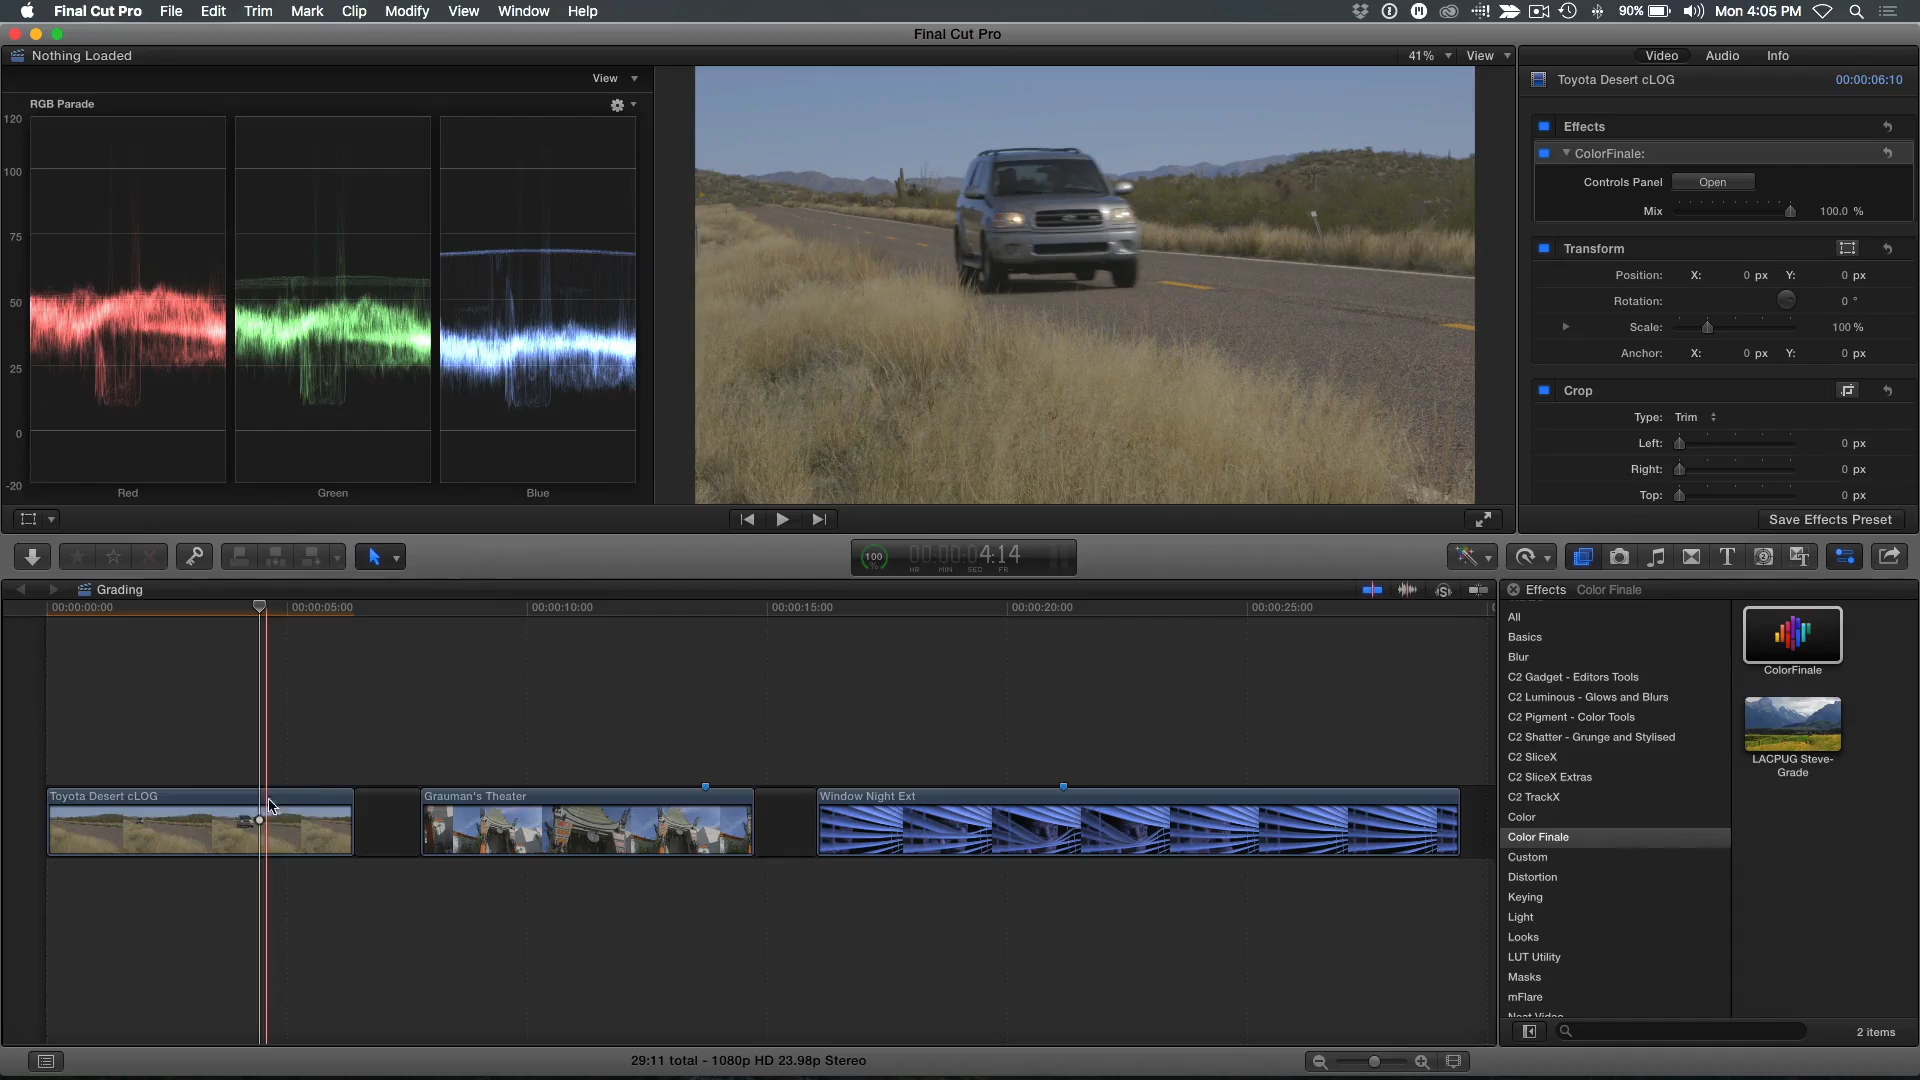 Final Cut Pro File Edit Trim Mark Clip Modify View Window Help 90% Mon 4:05 PM
Final Cut Pro
Nothing Loaded 41% View Video Audio Info
View
Toyota Desert cLOG 00:00:06:10
RGB Parade
120
100
75
50
25
0
-20
Red Green Blue
Effects
ColorFinale:
Controls Panel Open
Mix 100.0 %
Transform
Position: X: 0 px Y: 0 px
Rotation: 0 °
Scale: 100 %
Anchor: X: 0 px Y: 0 px
Crop
Type: Trim
Left: 0 px
Right: 0 px
Top: 0 px
Save Effects Preset
100 % 00:00:04:14
HR MIN SEC FR
Grading
00:00:00:00 00:00:05:00 00:00:10:00 00:00:15:00 00:00:20:00 00:00:25:00
Toyota Desert cLOG Grauman's Theater Window Night Ext
Effects Color Finale
All
Basics
Blur
C2 Gadget - Editors Tools
C2 Luminous - Glows and Blurs
C2 Pigment - Color Tools
C2 Shatter - Grunge and Stylised
C2 SliceX
C2 SliceX Extras
C2 TrackX
Color
Color Finale
Custom
Distortion
Keying
Light
Looks
LUT Utility
Masks
mFlare
Neat Video
ColorFinale
LACPUG Steve-
Grade
2 items
29:11 total - 1080p HD 23.98p Stereo